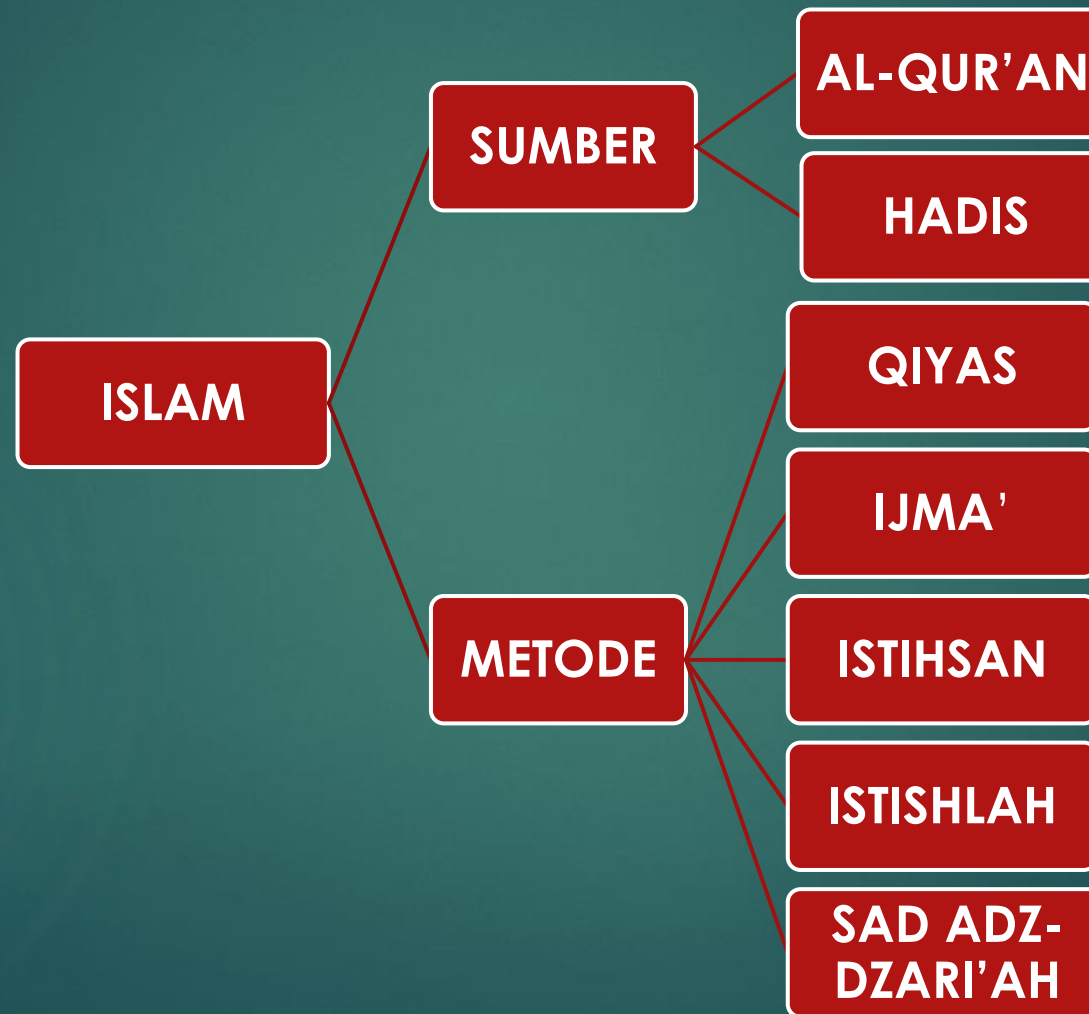 AL-QUR’AN
SUMBER
HADIS
QIYAS
ISLAM
IJMA’
METODE
ISTIHSAN
ISTISHLAH
SAD ADZ-
DZARI’AH